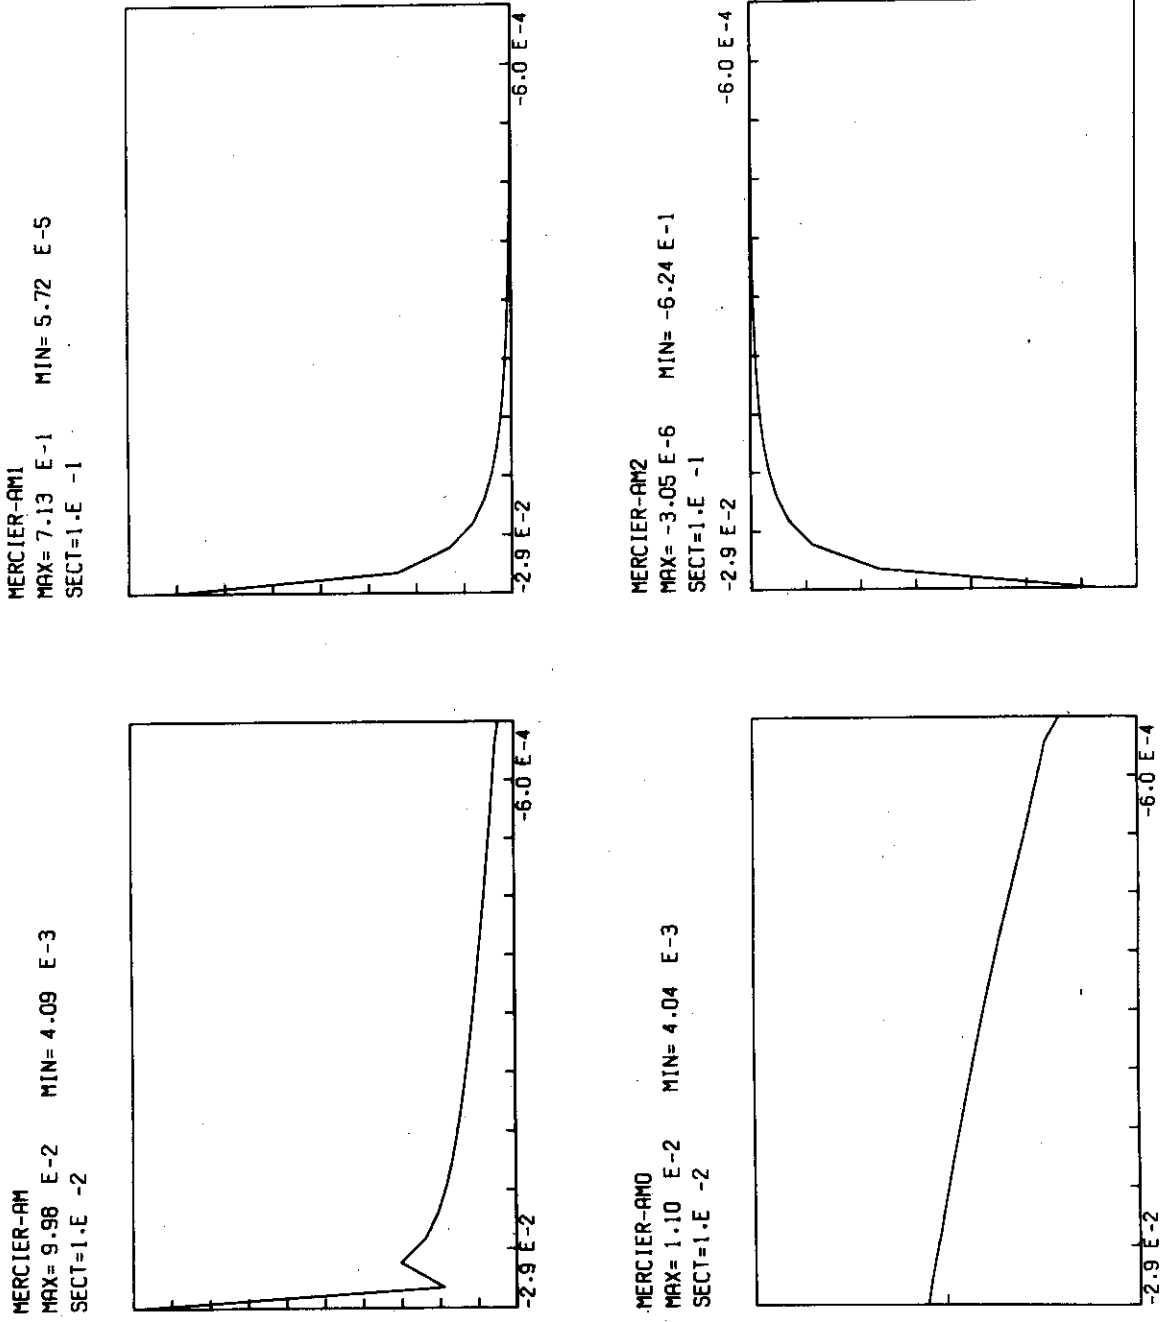 MERCIER-AM
MAX= 9.98 E-2 MIN= 4.09 E-3
SECT=1.E -2
-2.9 E-2
-6.0 E-4
MERCIER-AM1
MAX= 7.13 E-1 MIN= 5.72 E-5
SECT=1.E -1
-2.9 E-2
-6.0 E-4
MERCIER-AM0
MAX= 1.10 E-2 MIN= 4.04 E-3
SECT=1.E -2
-2.9 E-2
-6.0 E-4
MERCIER-AM2
MAX= -3.05 E-6 MIN= -6.24 E-1
SECT=1.E -1
-2.9 E-2
-6.0 E-4